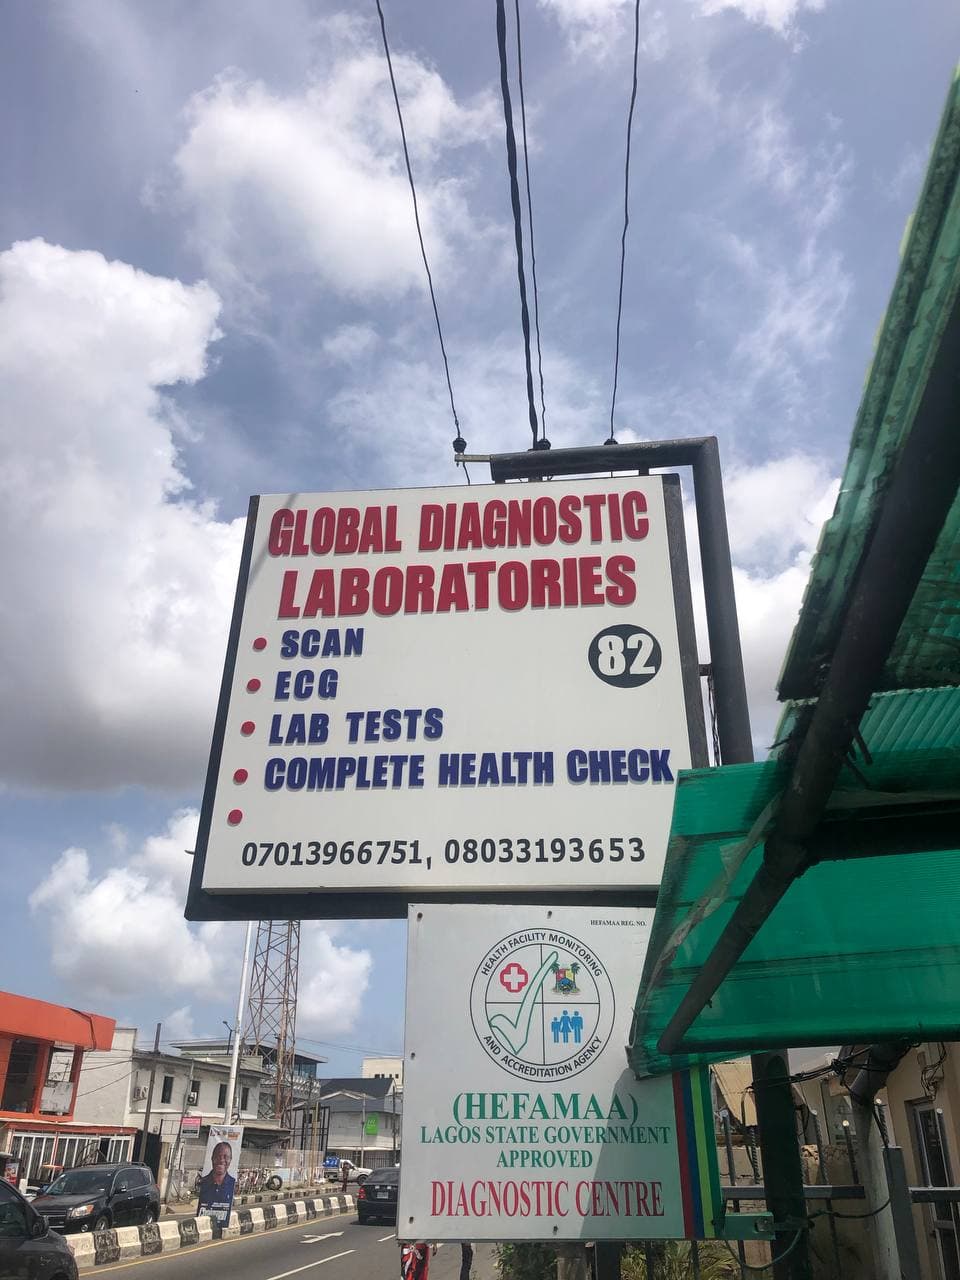 GLOBAL DIAGNOSTIC
LABORATORIES
• SCAN
82
• ECG
• LAB TESTS
• COMPLETE HEALTH CHECK
•
07013966751, 08033193653
HEFAMAA REG. NO.
HEALTH FACILITY MONITORING
AND ACCREDITATION AGENCY
(HEFAMAA)
LAGOS STATE GOVERNMENT
APPROVED
DIAGNOSTIC CENTRE